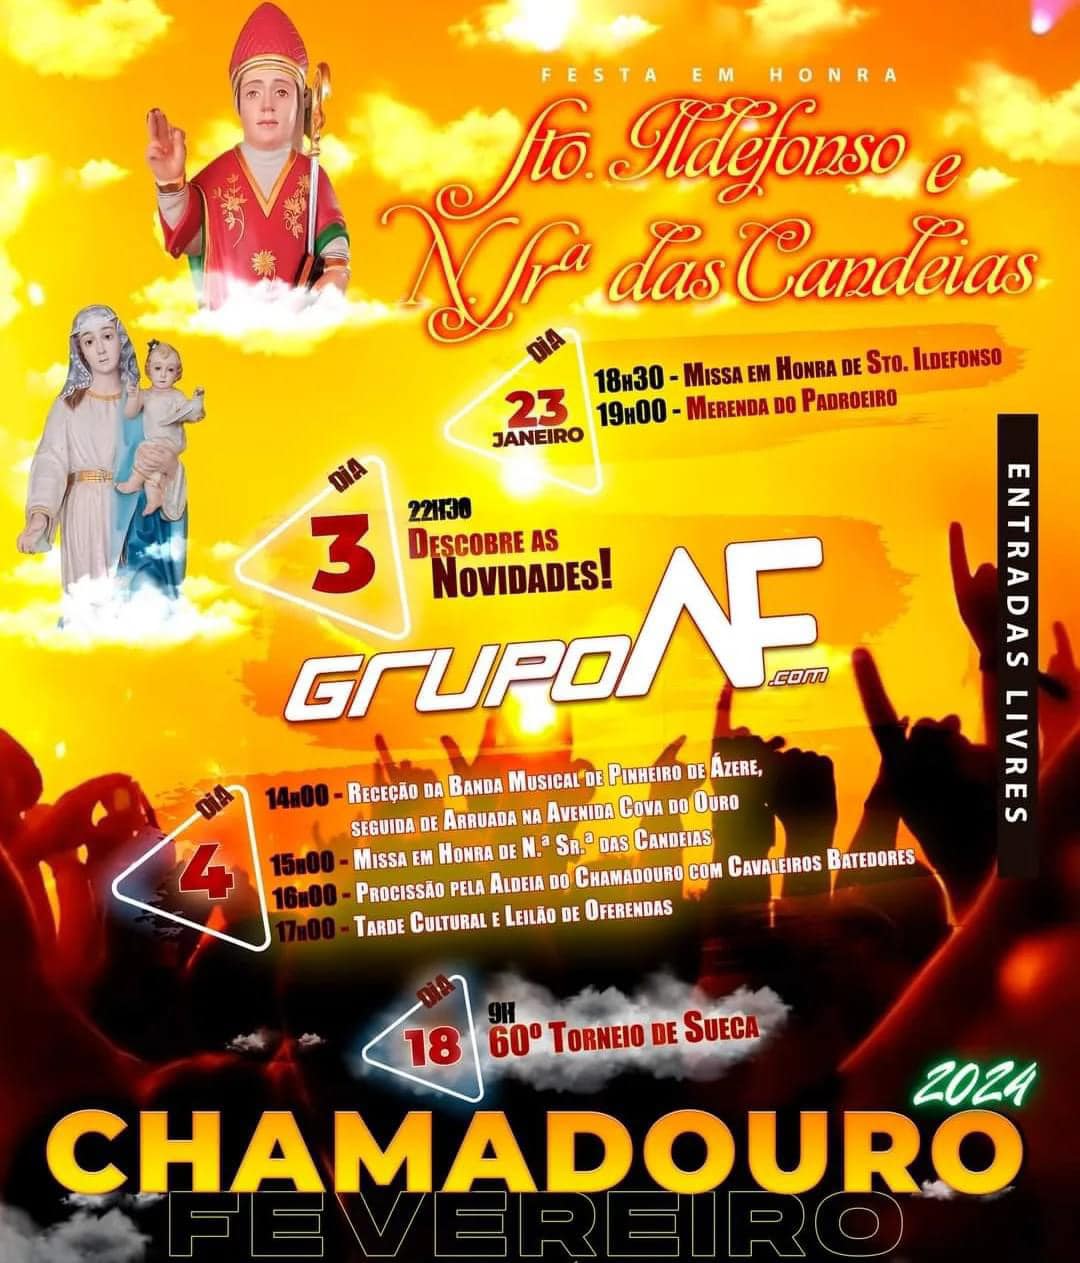 FESTA EM HONRA
Sto. Ildefonso e
N. Srª das Candeias
DIA
23
JANEIRO
18H30 - MISSA EM HONRA DE STO. ILDEFONSO
19H00 - MERENDA DO PADROEIRO
DIA
3
22H30
DESCOBRE AS
NOVIDADES!
GRUPO NF
.com
ENTRADAS LIVRES
DIA
4
14H00 - RECEÇÃO DA BANDA MUSICAL DE PINHEIRO DE ÁZERE,
SEGUIDA DE ARRUADA NA AVENIDA COVA DO OURO
15H00 - MISSA EM HONRA DE N.ª SR.ª DAS CANDEIAS
16H00 - PROCISSÃO PELA ALDEIA DO CHAMADOURO COM CAVALEIROS BATEDORES
17H00 - TARDE CULTURAL E LEILÃO DE OFERENDAS
DIA
18
9H
60º TORNEIO DE SUECA
2024
CHAMADOURO
FEVEREIRO